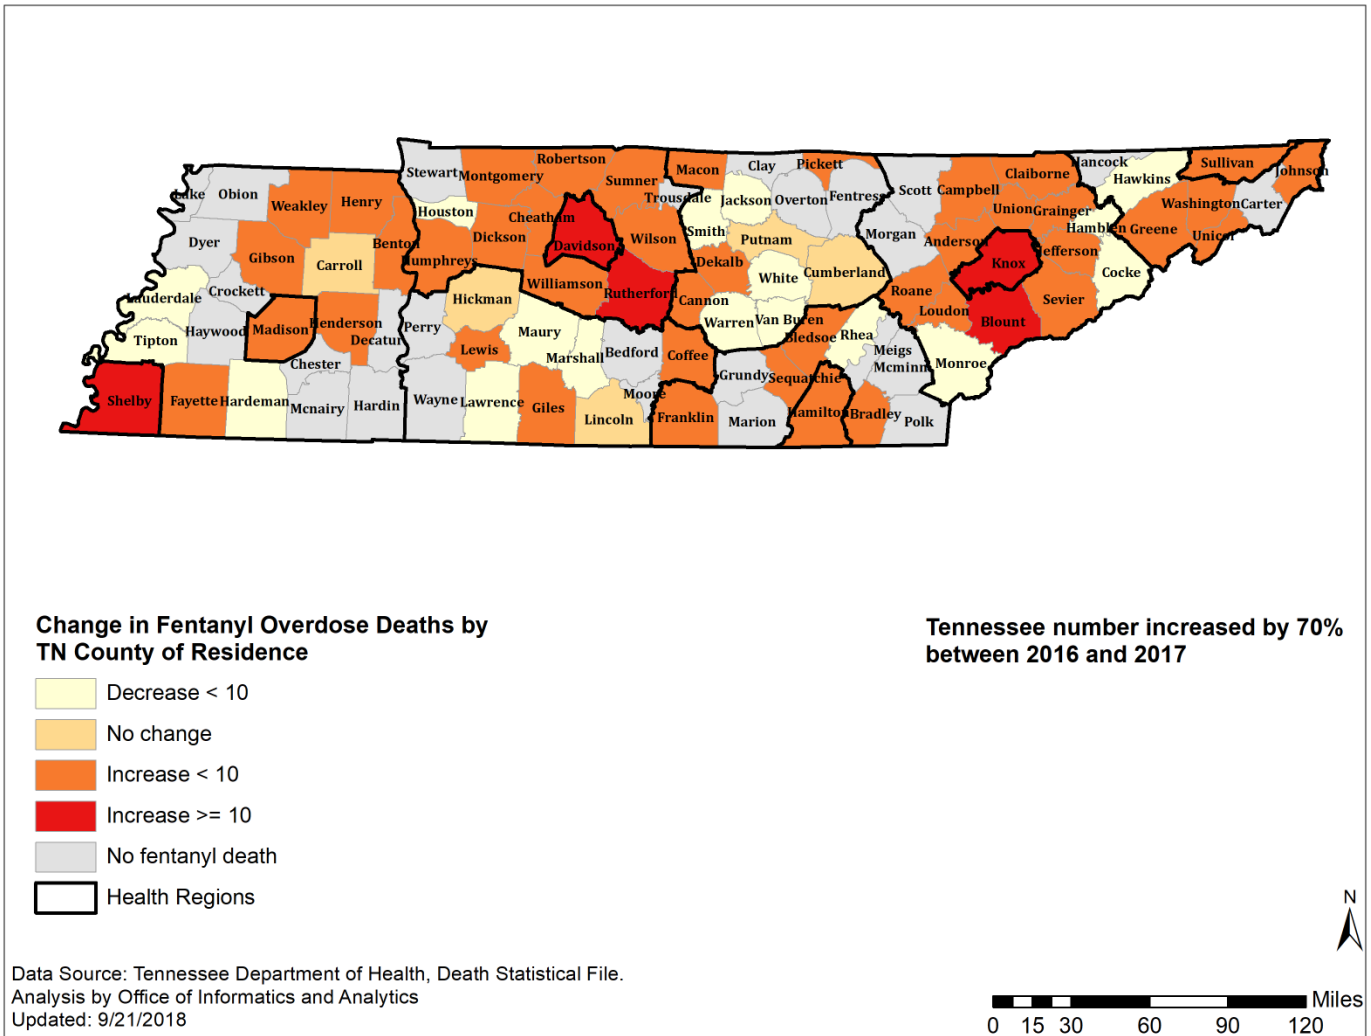 Stewart
Montgomery
Robertson
Sumner
Macon
Clay
Pickett
Scott
Campbell
Claiborne
Hancock
Hawkins
Sullivan
Johnson
Lake
Obion
Weakley
Henry
Houston
Cheatham
Trousdale
Jackson
Overton
Fentress
Morgan
Union
Grainger
Hamblen
Greene
Washington
Carter
Unicoi
Dyer
Gibson
Carroll
Benton
Humphreys
Dickson
Davidson
Wilson
Smith
Putnam
Cumberland
Anderson
Knox
Jefferson
Cocke
Lauderdale
Crockett
Haywood
Madison
Henderson
Decatur
Perry
Hickman
Williamson
Rutherford
Dekalb
Cannon
White
Warren
Van Buren
Bledsoe
Rhea
Roane
Loudon
Blount
Sevier
Tipton
Chester
Lewis
Maury
Marshall
Bedford
Coffee
Grundy
Sequatchie
Meigs
Mcminn
Monroe
Shelby
Fayette
Hardeman
Mcnairy
Hardin
Wayne
Lawrence
Giles
Lincoln
Moore
Franklin
Marion
Hamilton
Bradley
Polk
Change in Fentanyl Overdose Deaths by
TN County of Residence
Decrease < 10
No change
Increase < 10
Increase >= 10
No fentanyl death
Health Regions
Tennessee number increased by 70%
between 2016 and 2017
N
Data Source: Tennessee Department of Health, Death Statistical File.
Analysis by Office of Informatics and Analytics
Updated: 9/21/2018
Miles
0 15 30 60 90 120